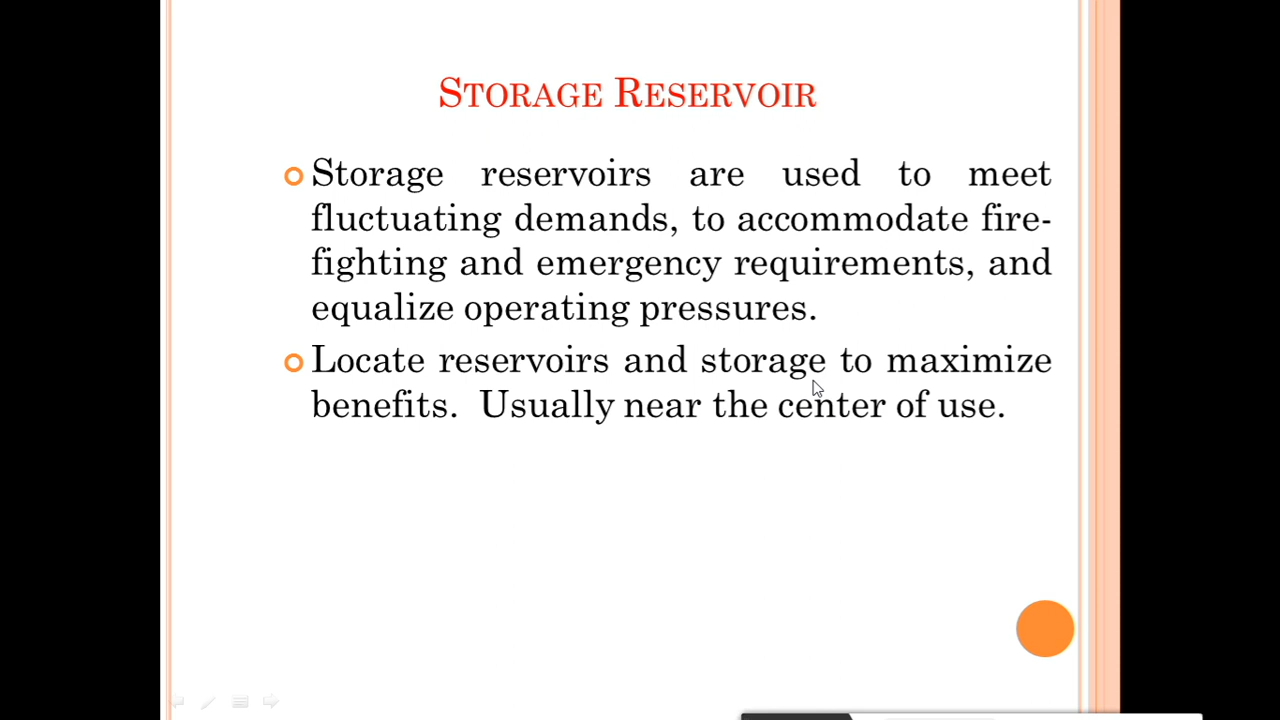 STORAGE RESERVOIR
Storage reservoirs are used to meet
fluctuating demands, to accommodate fire-
fighting and emergency requirements, and
equalize operating pressures.
Locate reservoirs and storage to maximize
benefits.  Usually near the center of use.